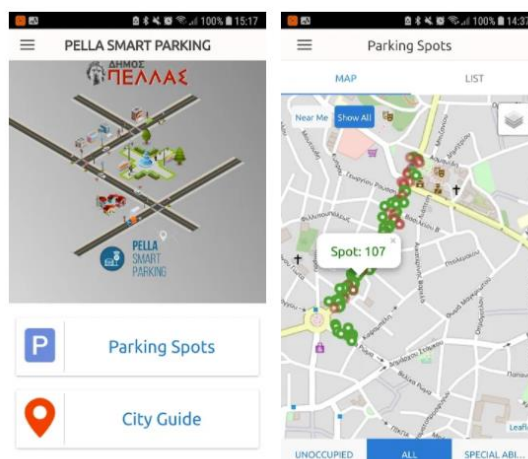 100% 15:17
PELLA SMART PARKING
ΔΗΜΟΣ
ΠΕΛΛΑΣ
PELLA
SMART
PARKING
P
Parking Spots
City Guide
100% 14:37
Parking Spots
MAP
LIST
Near Me
Show All
Spot: 107
×
Leafl
UNOCCUPIED
ALL
SPECIAL ABI...